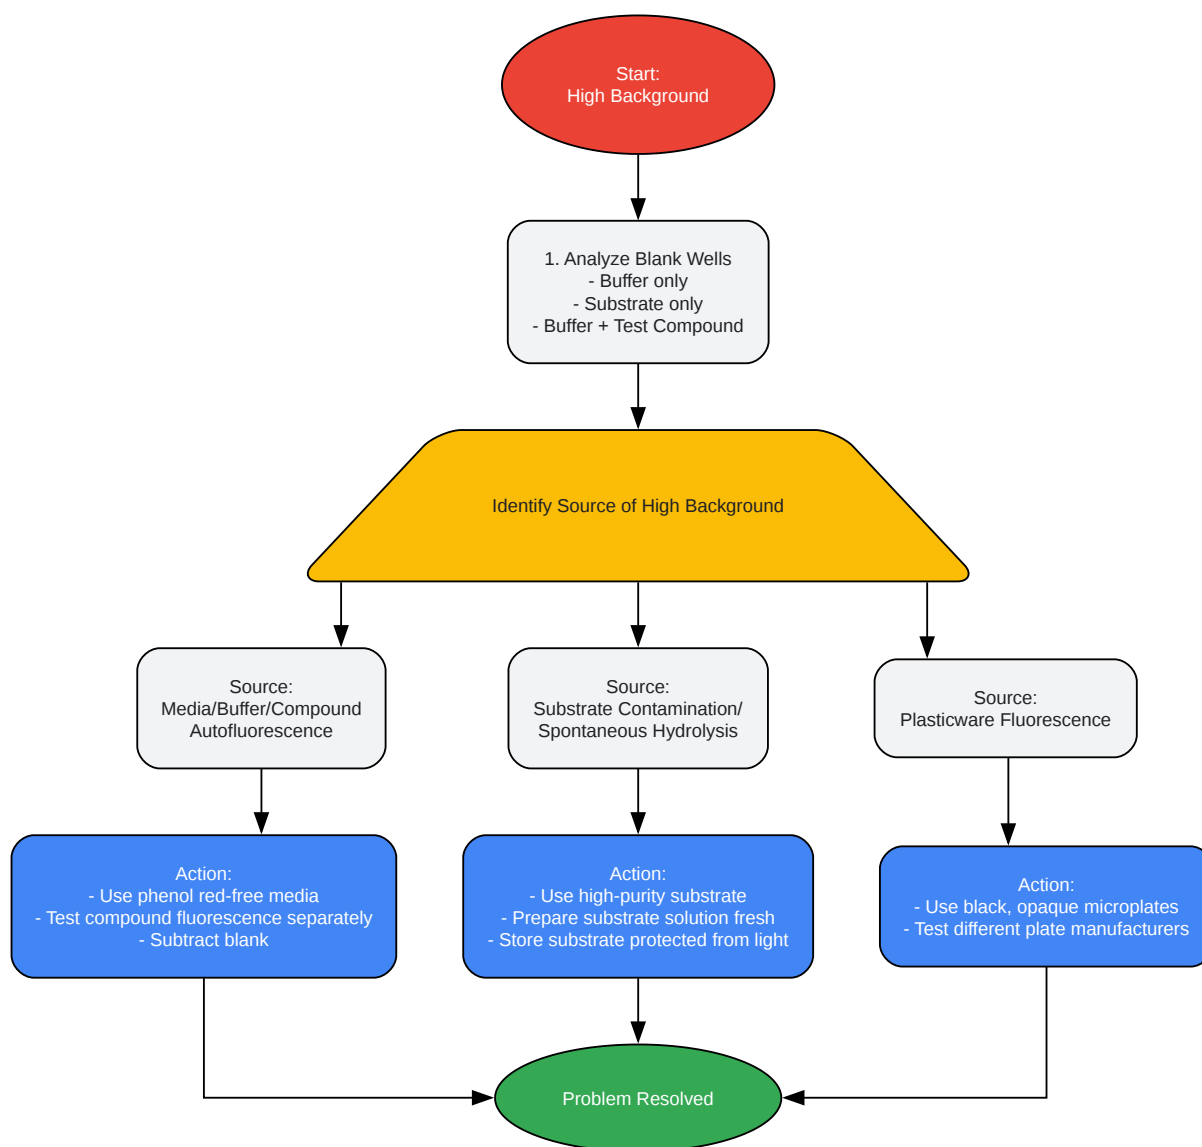 Start:
High Background
1. Analyze Blank Wells
- Buffer only
- Substrate only
- Buffer + Test Compound
Identify Source of High Background
Source:
Media/Buffer/Compound
Autofluorescence
Source:
Substrate Contamination/
Spontaneous Hydrolysis
Source:
Plasticware Fluorescence
Action:
- Use phenol red-free media
- Test compound fluorescence separately
- Subtract blank
Action:
- Use high-purity substrate
- Prepare substrate solution fresh
- Store substrate protected from light
Action:
- Use black, opaque microplates
- Test different plate manufacturers
Problem Resolved